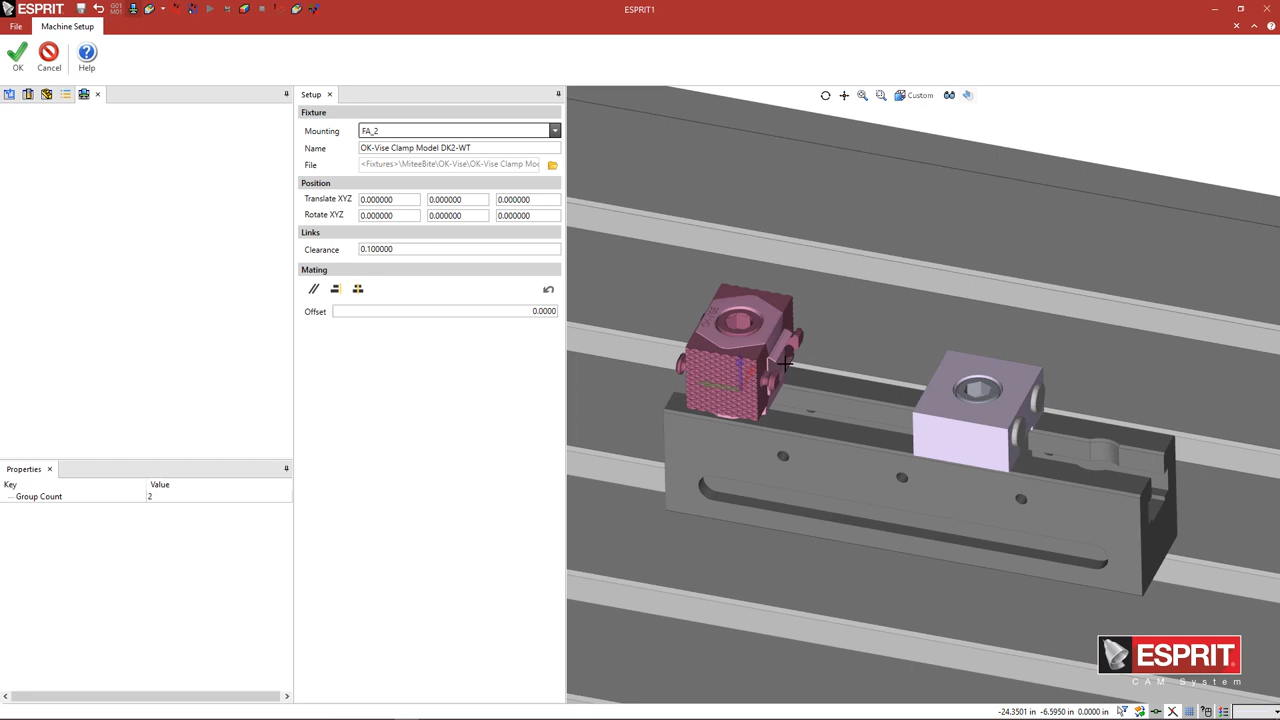 ESPRIT
G01
M01
ESPRIT1
File
Machine Setup
OK
Cancel
Help
Setup
Custom
Fixture
Mounting
FA_2
Name
OK-Vise Clamp Model DK2-WT
File
<Fixtures>\MiteeBite\OK-Vise\OK-Vise Clamp Mod
Position
Translate XYZ
0.000000
0.000000
0.000000
Rotate XYZ
0.000000
0.000000
0.000000
Links
Clearance
0.100000
Mating
Offset
0.0000
Properties
Key
Value
Group Count
2
ESPRIT
CAM System
-24.3501 in -6.5950 in 0.0000 in